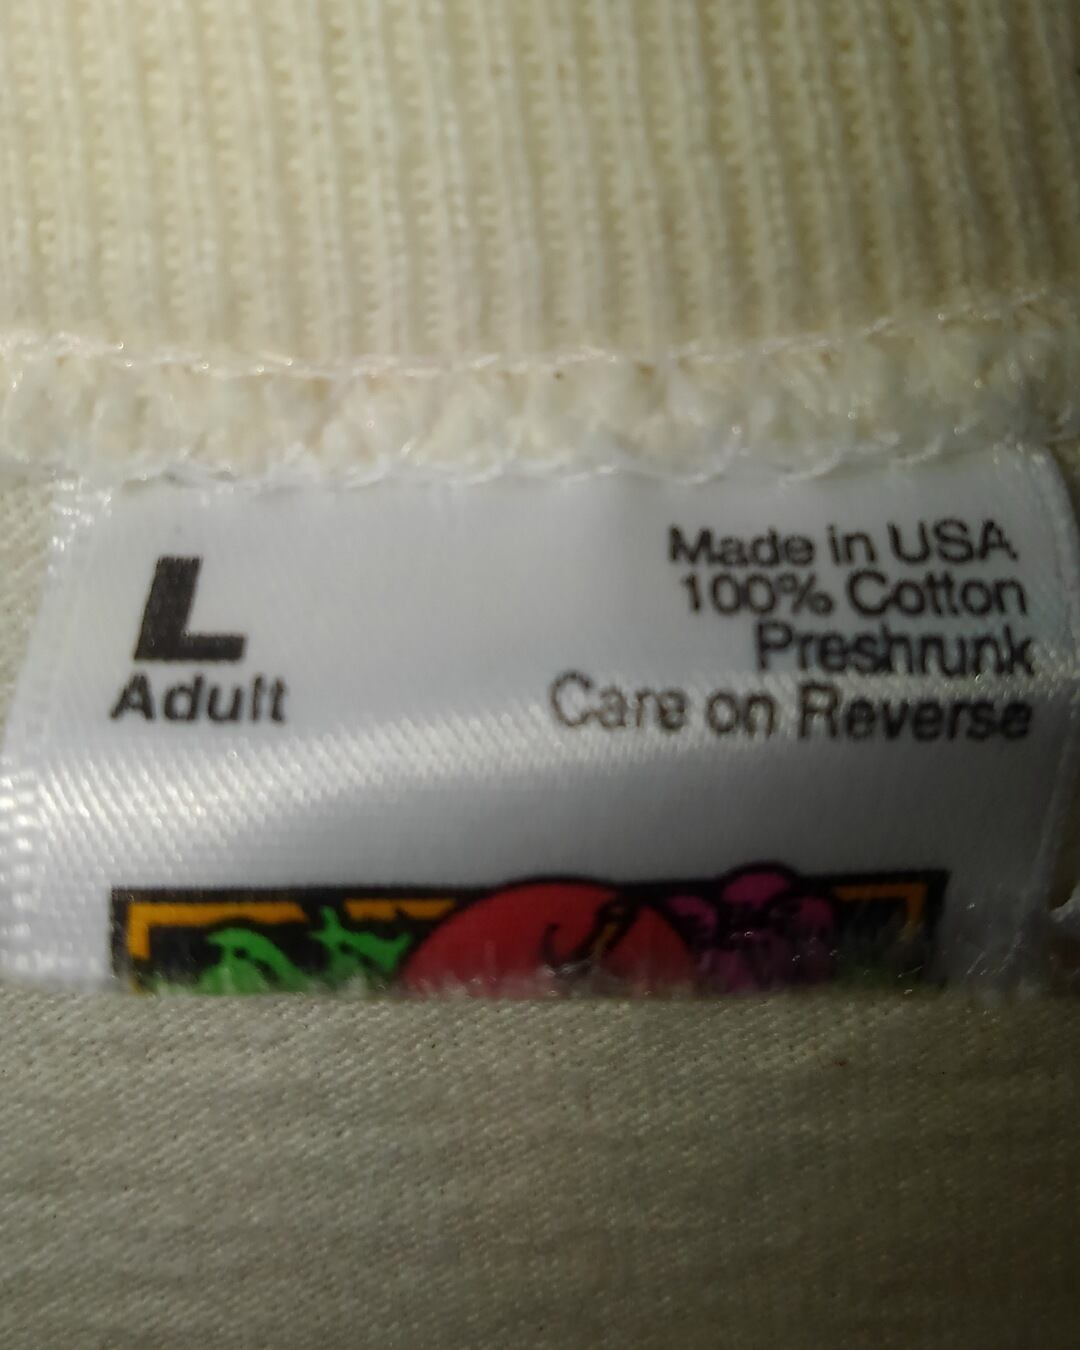 L
Adult
Made in USA
100% Cotton
Preshrunk
Care on Reverse